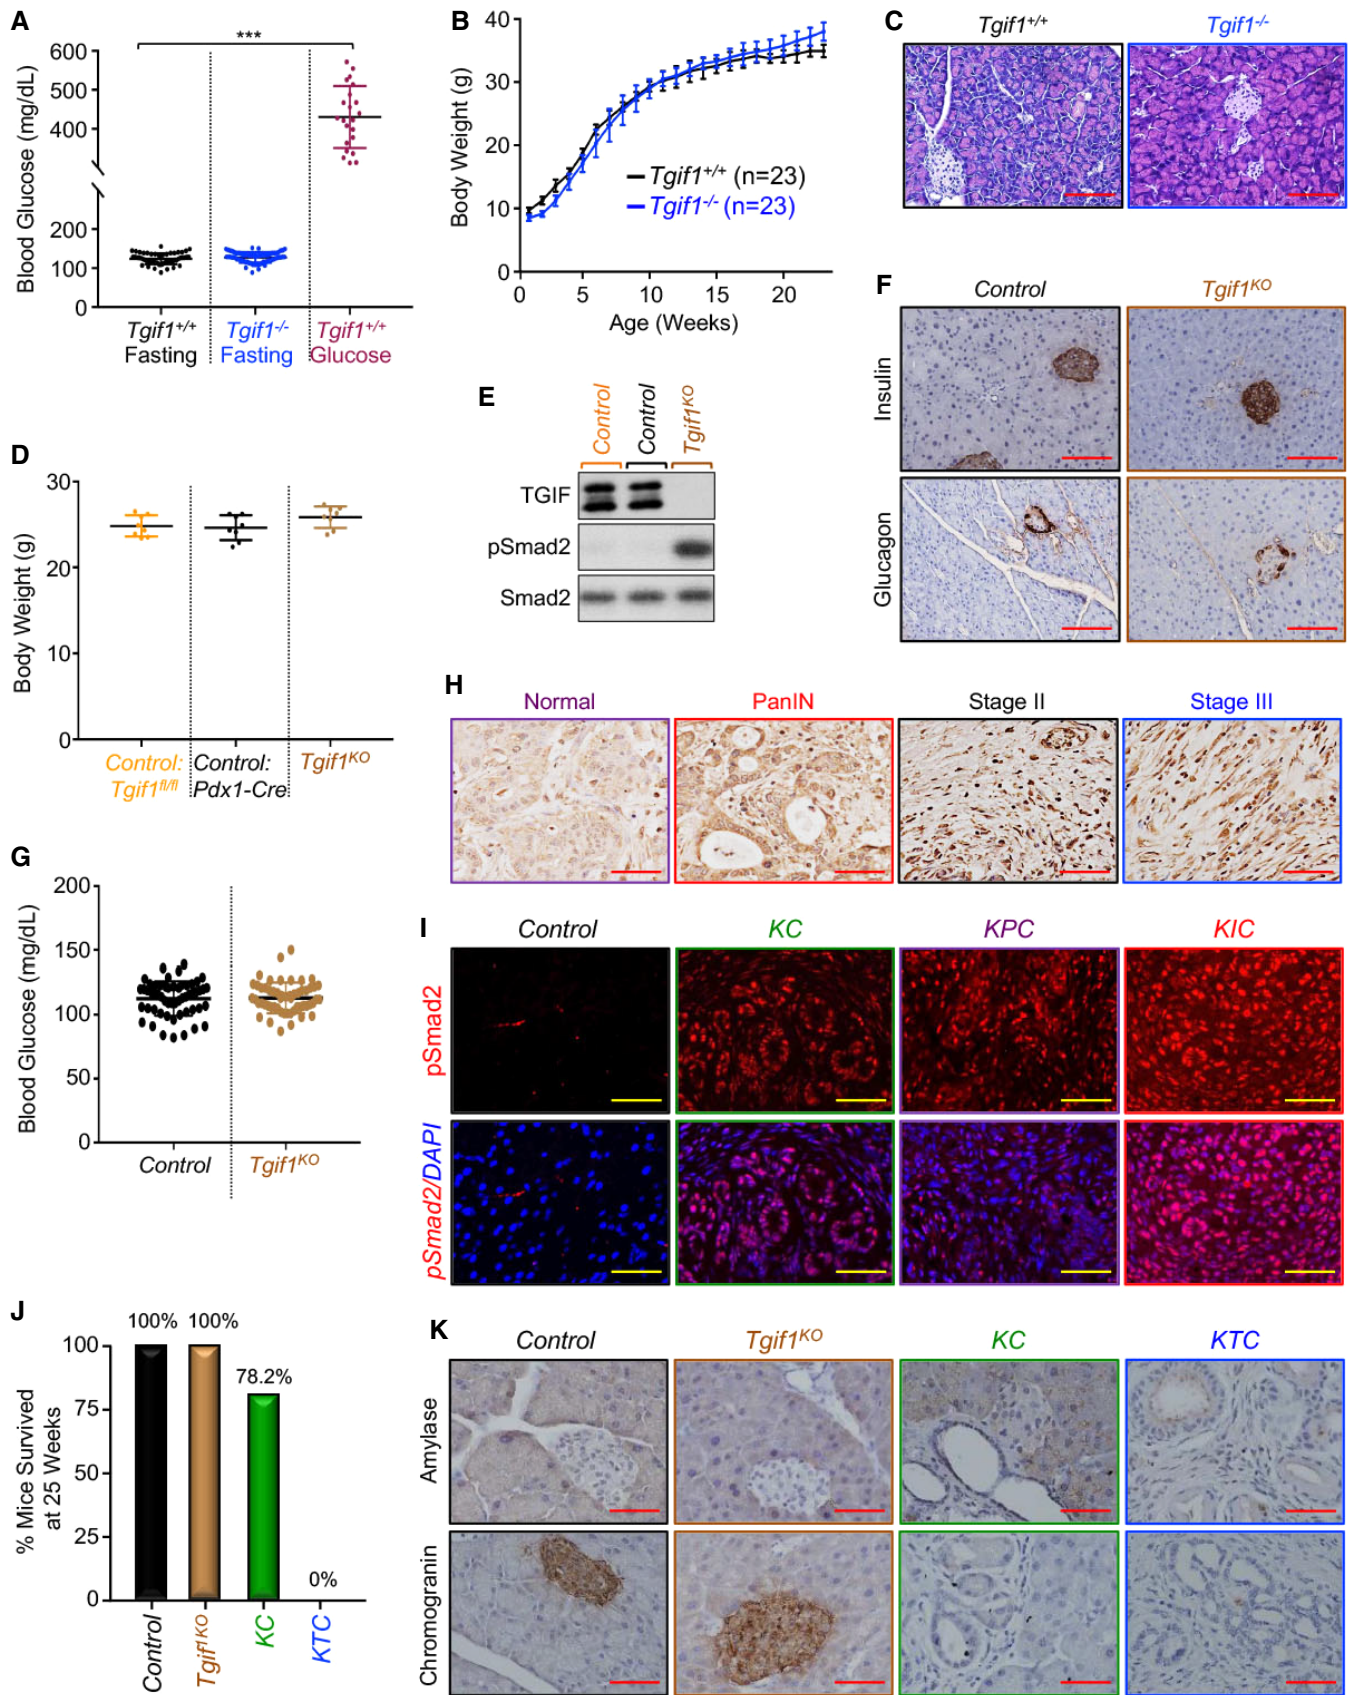 A
Blood Glucose (mg/dL)
600
500
400
200
100
0
***
Tgif1+/+
Fasting
Tgif1-/-
Fasting
Tgif1+/+
Glucose
B
Body Weight (g)
40
30
20
10
0
Tgif1+/+ (n=23)
Tgif1-/- (n=23)
0 5 10 15 20
Age (Weeks)
C
Tgif1+/+
Tgif1-/-
D
Body Weight (g)
30
20
10
0
Control:
Tgif1fl/fl
Control:
Pdx1-Cre
Tgif1KO
E
Control
Control
Tgif1KO
TGIF
pSmad2
Smad2
F
Control
Tgif1KO
Insulin
Glucagon
G
Blood Glucose (mg/dL)
200
150
100
50
0
Control
Tgif1KO
H
Normal
PanIN
Stage II
Stage III
I
Control
KC
KPC
KIC
pSmad2
pSmad2/DAPI
J
% Mice Survived
at 25 Weeks
100
75
50
25
0
100%
100%
78.2%
0%
Control
Tgif1KO
KC
KTC
K
Control
Tgif1KO
KC
KTC
Amylase
Chromogranin